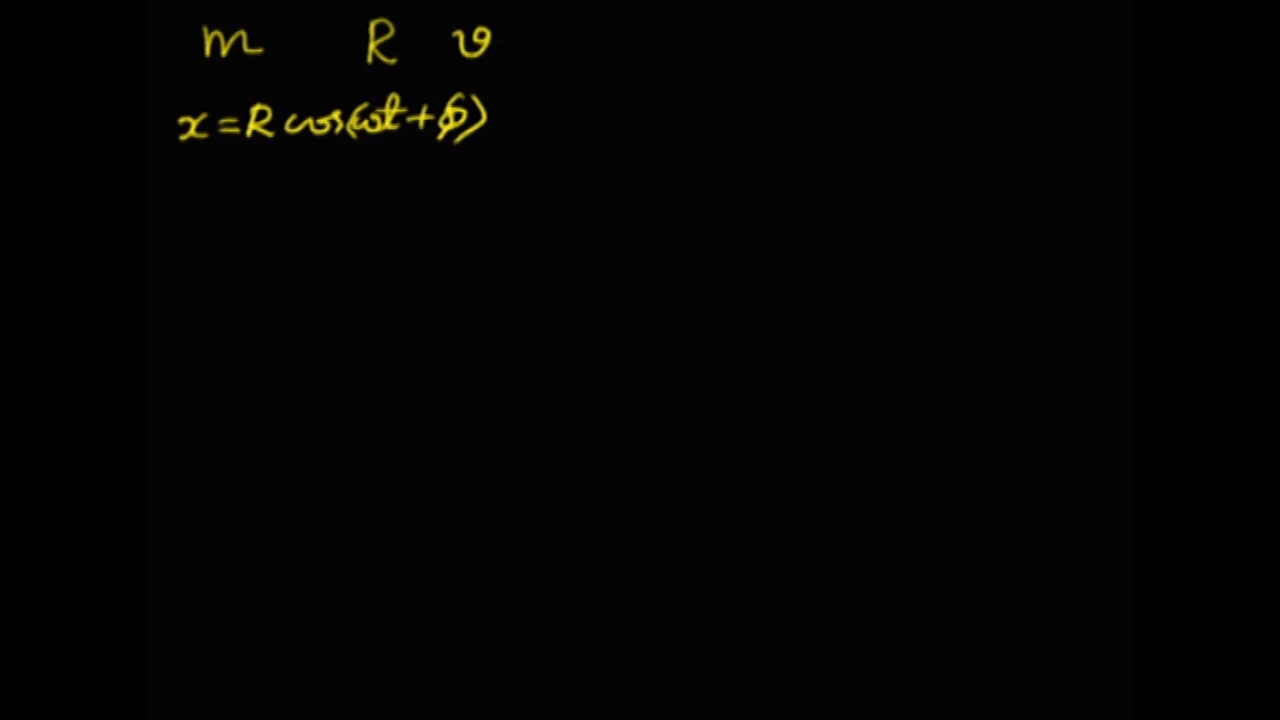 m R v
x = R cos(ωt + φ)